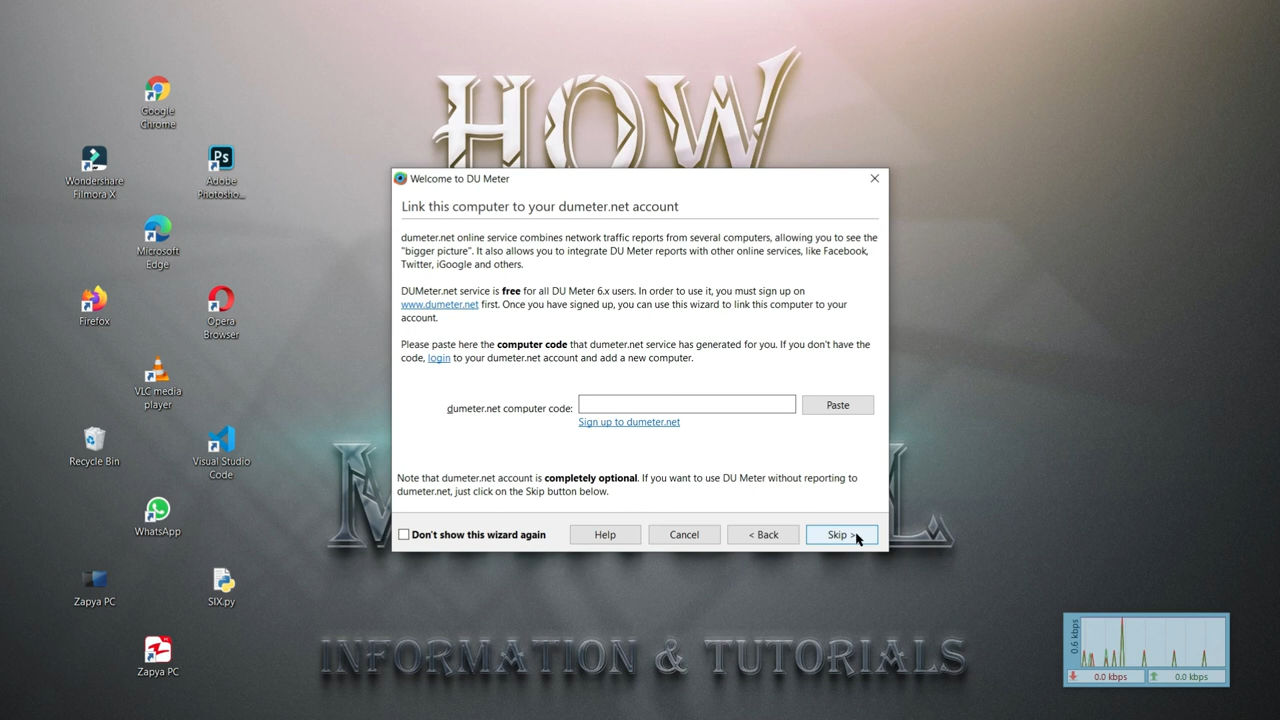 HOW
Google
Chrome
Wondershare
Filmora X
Ps
Adobe
Photosho...
Microsoft
Edge
Firefox
Opera
Browser
VLC media
player
Recycle Bin
Visual Studio
Code
WhatsApp
Zapya PC
SIX.py
Zapya PC
Welcome to DU Meter
Link this computer to your dumeter.net account
dumeter.net online service combines network traffic reports from several computers, allowing you to see the
"bigger picture". It also allows you to integrate DU Meter reports with other online services, like Facebook,
Twitter, iGoogle and others.
DUMeter.net service is free for all DU Meter 6.x users. In order to use it, you must sign up on
www.dumeter.net first. Once you have signed up, you can use this wizard to link this computer to your
account.
Please paste here the computer code that dumeter.net service has generated for you. If you don't have the
code, login to your dumeter.net account and add a new computer.
dumeter.net computer code:
Paste
Sign up to dumeter.net
Note that dumeter.net account is completely optional. If you want to use DU Meter without reporting to
dumeter.net, just click on the Skip button below.
Don't show this wizard again
Help
Cancel
< Back
Skip >
INFORMATION & TUTORIALS
0.6 kbps
0.0 kbps
0.0 kbps